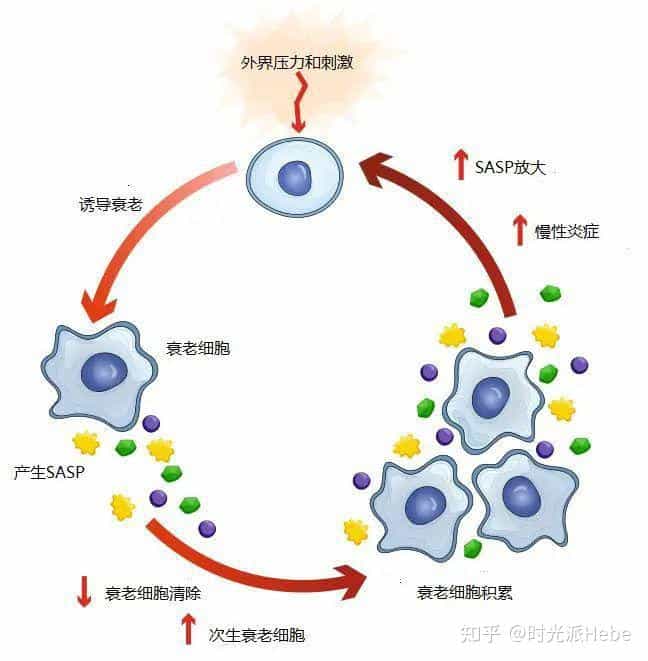 外界压力和刺激
SASP放大
诱导衰老
慢性炎症
衰老细胞
产生SASP
衰老细胞清除
衰老细胞积累
次生衰老细胞
知乎 @时光派Hebe